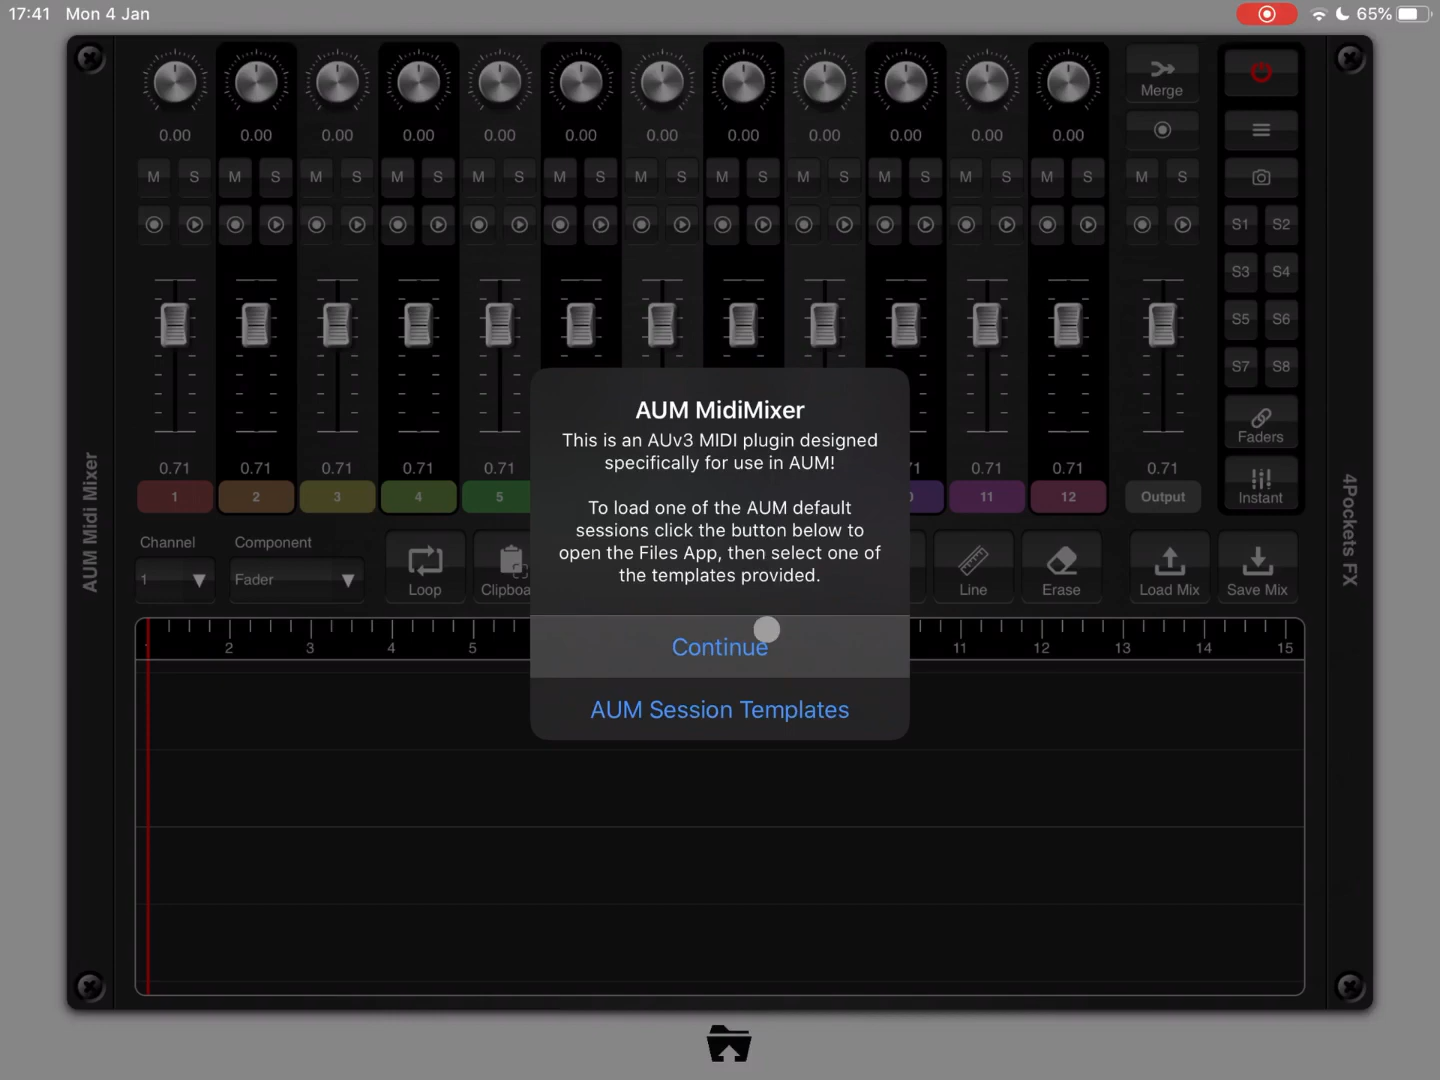 17:41 Mon 4 Jan
65%
Merge
0.00 0.00 0.00 0.00 0.00 0.00 0.00 0.00 0.00 0.00 0.00 0.00
M S M S M S M S M S M S M S M S M S M S M S M S M S
S1 S2
S3 S4
S5 S6
S7 S8
Faders
0.71 0.71 0.71 0.71 0.71 71 0.71 0.71 0.71
1 2 3 4 5 0 11 12 Output
Instant
AUM Midi Mixer
4Pockets FX
AUM MidiMixer
This is an AUv3 MIDI plugin designed
specifically for use in AUM!
To load one of the AUM default
sessions click the button below to
open the Files App, then select one of
the templates provided.
Continue
AUM Session Templates
Channel Component
1 Fader
Loop Clipboa Line Erase Load Mix Save Mix
2 3 4 5 11 12 13 14 15